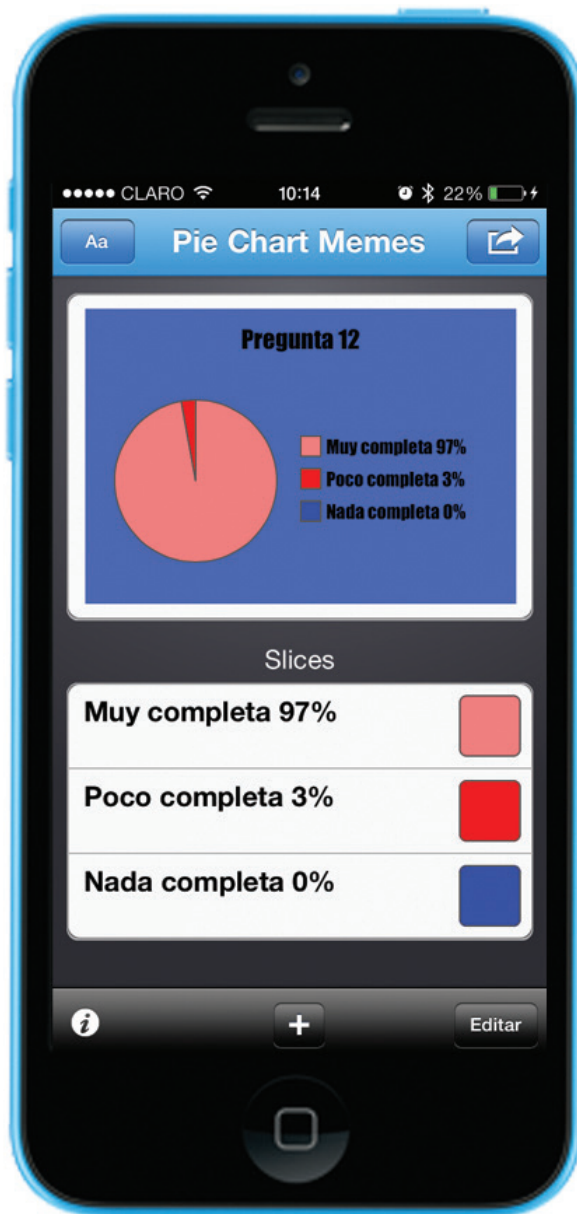 CLARO 10:14 22%
Aa Pie Chart Memes
Pregunta 12
Muy completa 97%
Poco completa 3%
Nada completa 0%
Slices
Muy completa 97%
Poco completa 3%
Nada completa 0%
i + Editar